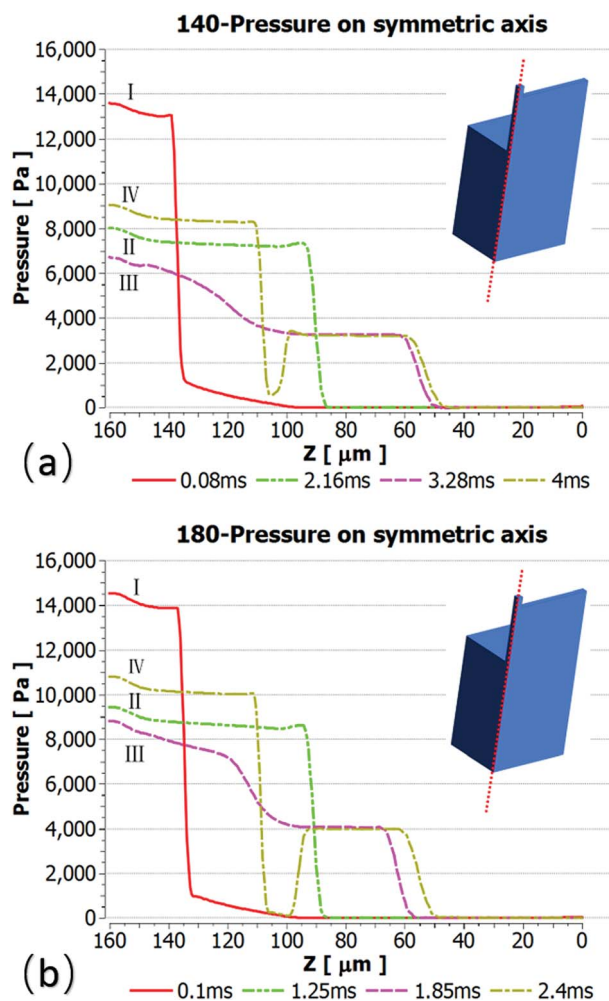 140-Pressure on symmetric axis
16,000
14,000
12,000
10,000
8,000
6,000
4,000
2,000
0
Pressure [ Pa ]
I
IV
II
III
160 140 120 100 80 60 40 20 0
Z [ μm ]
(a)
0.08ms 2.16ms 3.28ms 4ms
180-Pressure on symmetric axis
16,000
14,000
12,000
10,000
8,000
6,000
4,000
2,000
0
Pressure [ Pa ]
I
IV
II
III
160 140 120 100 80 60 40 20 0
Z [ μm ]
(b)
0.1ms 1.25ms 1.85ms 2.4ms